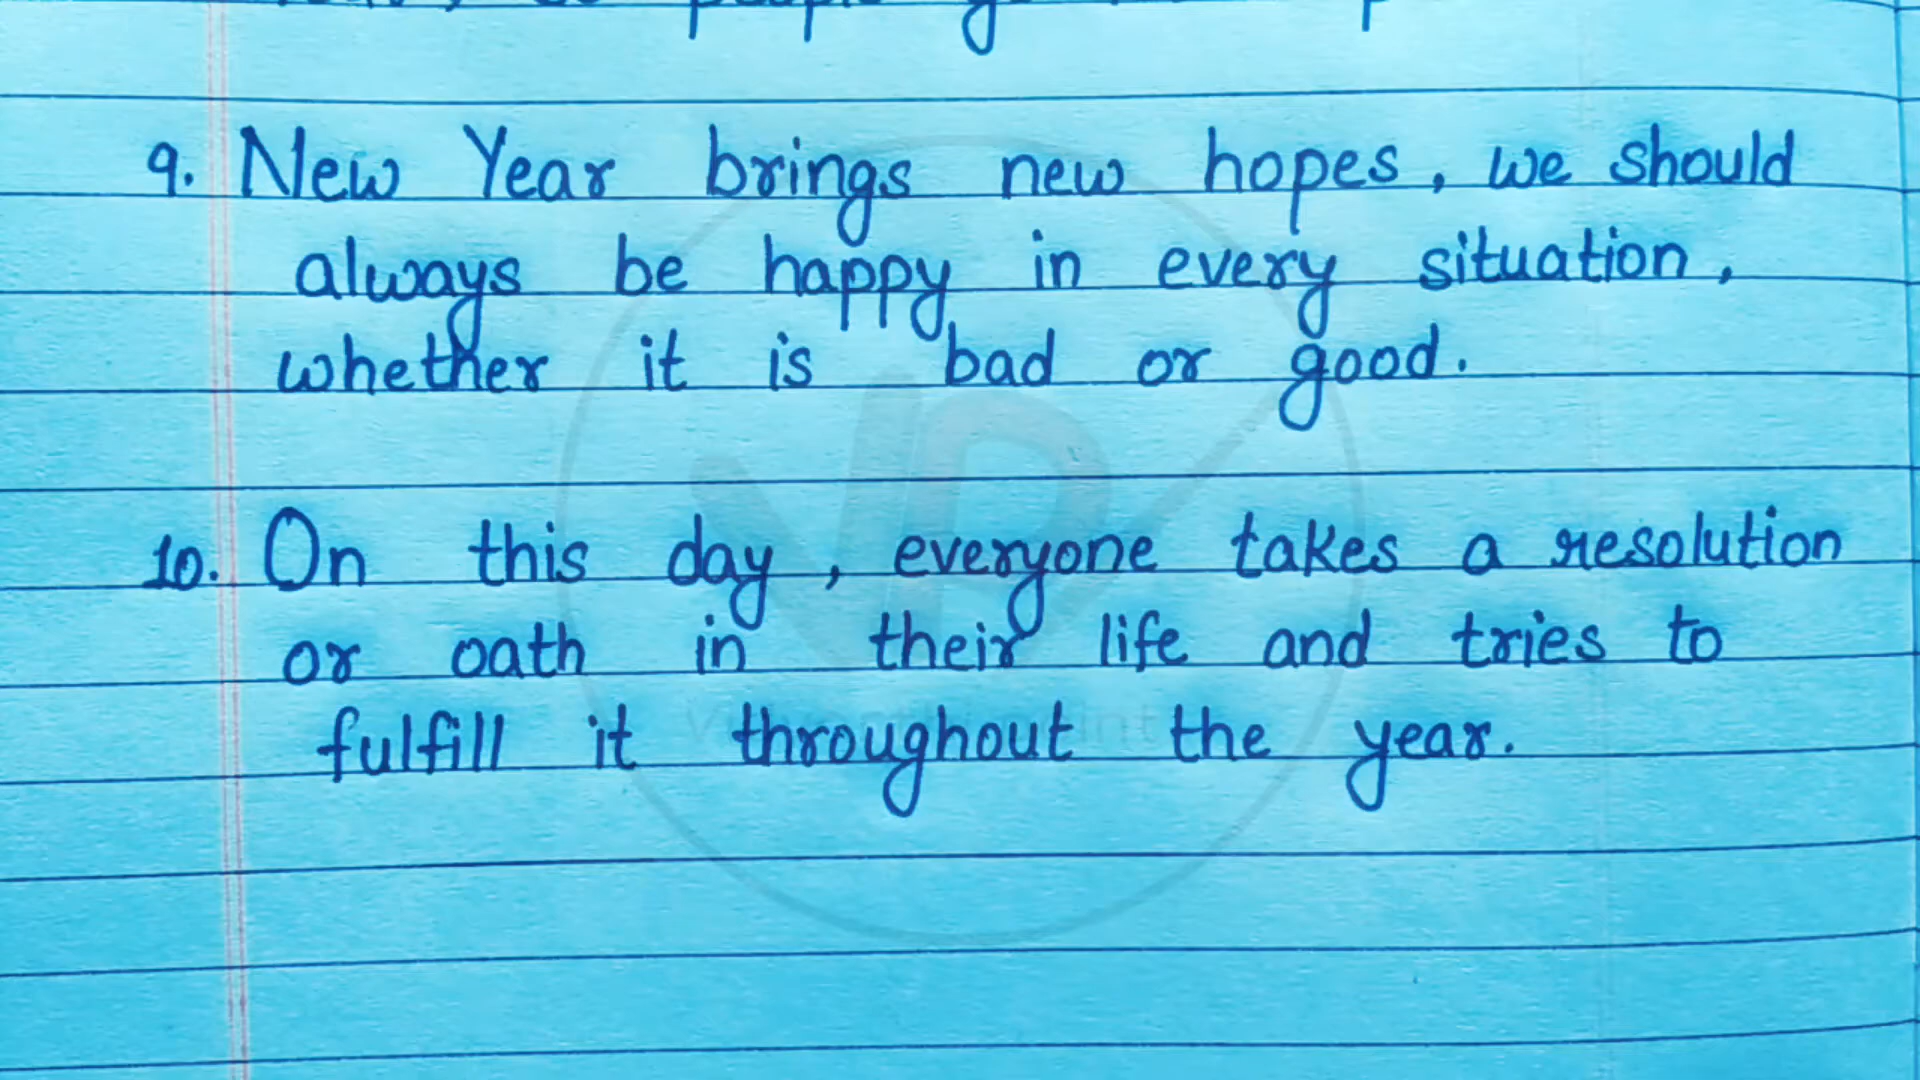 people
9. New Year brings new hopes, we should
always be happy in every situation,
whether it is bad or good.
10. On this day, everyone takes a resolution
or oath in their life and tries to
fulfill it throughout the year.